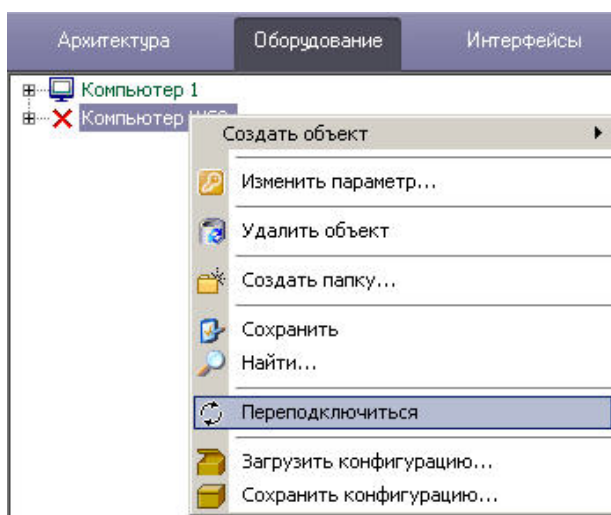 Архитектура Оборудование Интерфейсы
Компьютер 1
Компьютер
Создать объект
Изменить параметр...
Удалить объект
Создать папку...
Сохранить
Найти...
Переподключиться
Загрузить конфигурацию...
Сохранить конфигурацию...